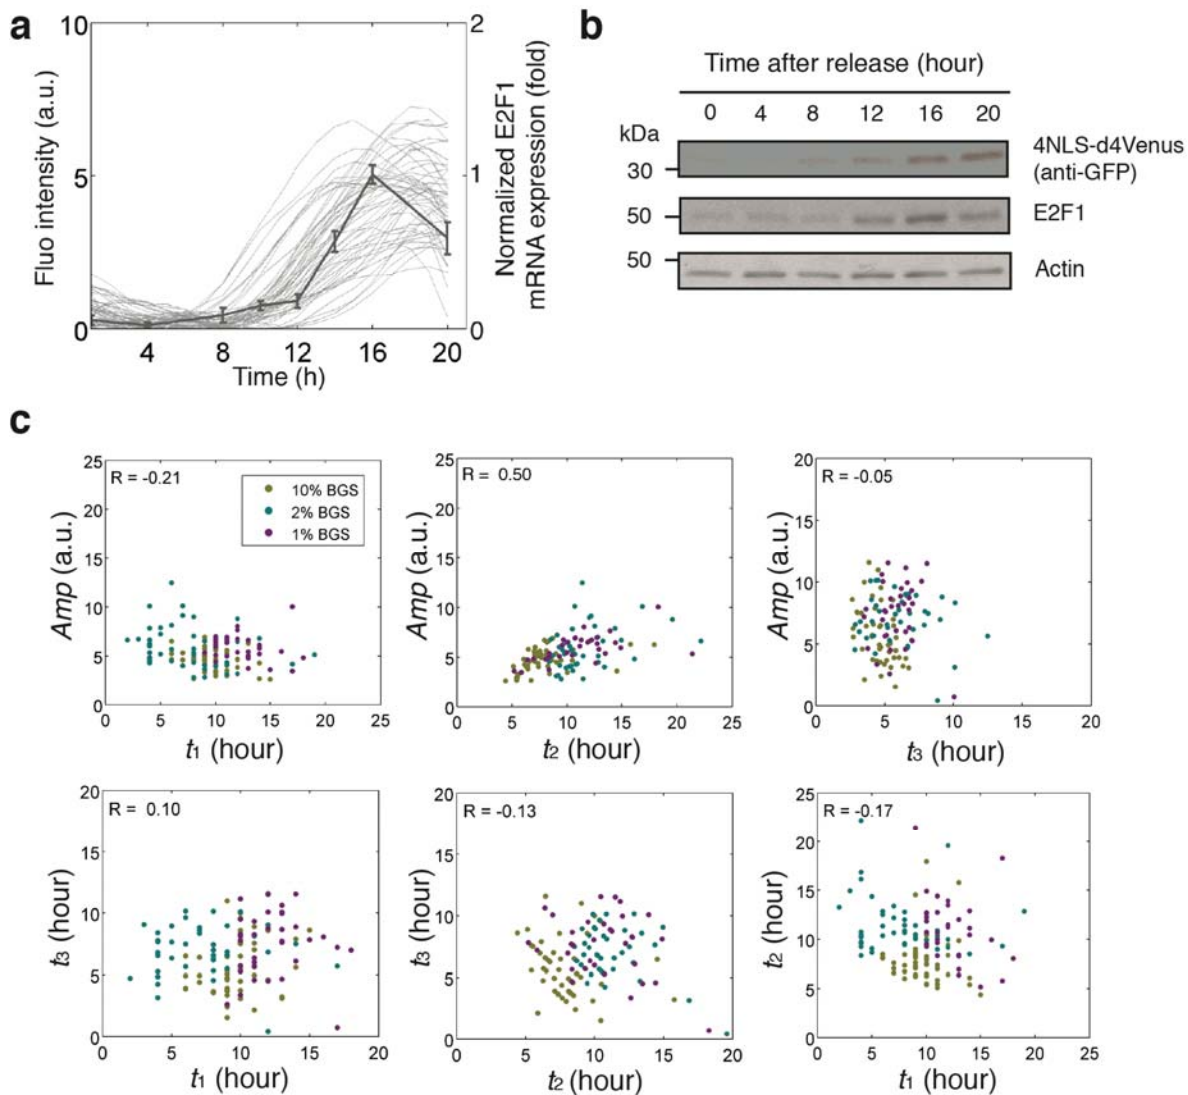 a
10
5
0
Fluo intensity (a.u.)
2
1
0
Normalized E2F1
mRNA expression (fold)
4 8 12 16 20
Time (h)
b
Time after release (hour)
0 4 8 12 16 20
kDa
30
4NLS-d4Venus
(anti-GFP)
50
E2F1
50
Actin
c
R = -0.21
10% BGS
2% BGS
1% BGS
25
20
15
10
5
0
Amp (a.u.)
0 5 10 15 20 25
t1 (hour)
R = 0.50
25
20
15
10
5
0
Amp (a.u.)
0 5 10 15 20 25
t2 (hour)
R = -0.05
20
15
10
5
0
Amp (a.u.)
0 5 10 15 20
t3 (hour)
R = 0.10
20
15
10
5
0
t3 (hour)
0 5 10 15 20
t1 (hour)
R = -0.13
20
15
10
5
0
t3 (hour)
0 5 10 15 20
t2 (hour)
R = -0.17
25
20
15
10
5
0
t2 (hour)
0 5 10 15 20 25
t1 (hour)